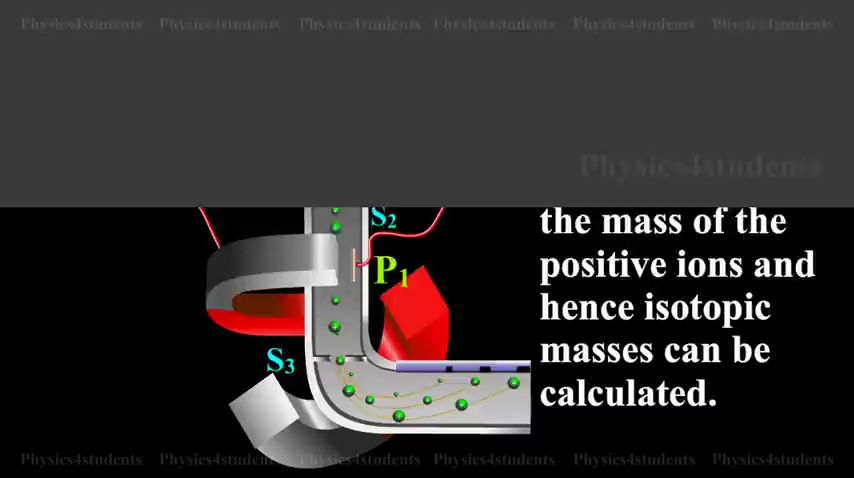 Physics4students Physics4students Physics4students Physics4students Physics4students Physics4students
Physics4students
S2
the mass of the
positive ions and
P1
hence isotopic
S3
masses can be
calculated.
Physics4students Physics4students Physics4students Physics4students Physics4students Physics4students